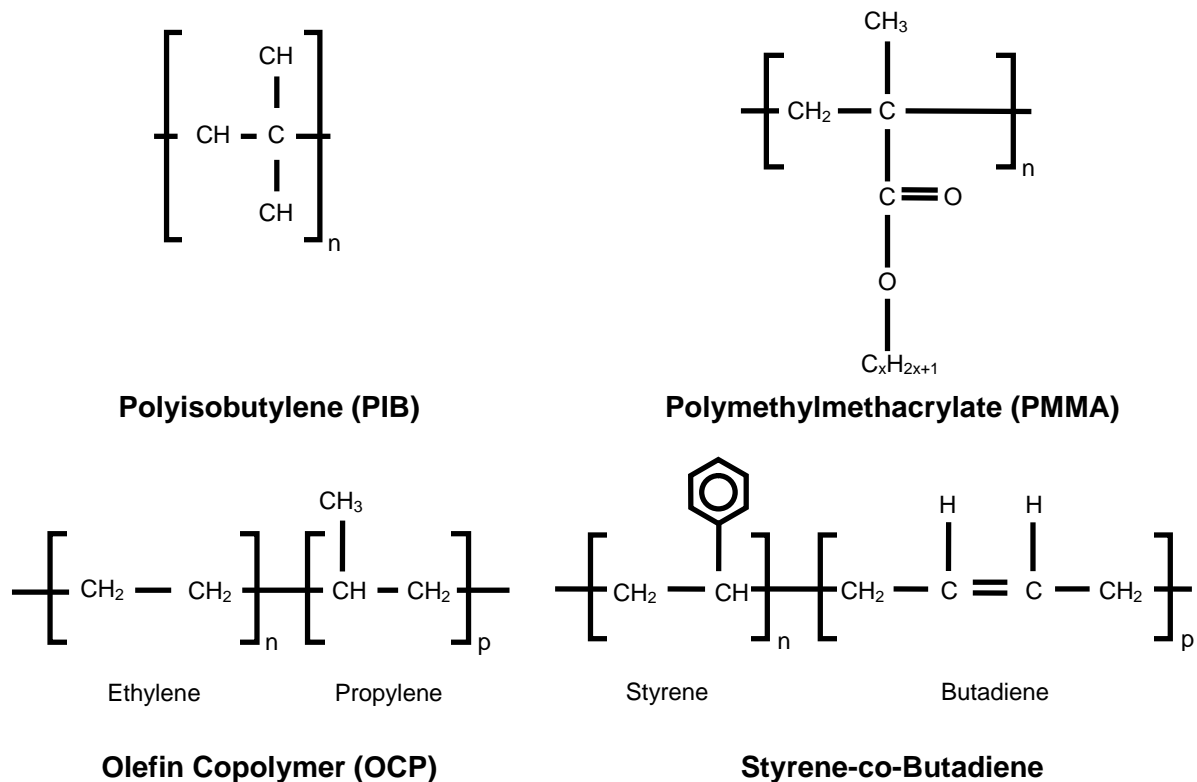 CH
CH C
CH
n
Polyisobutylene (PIB)
CH₃
CH₂ C
n
C O
O
CₓH₂ₓ₊₁
Polymethylmethacrylate (PMMA)
CH₃
CH₂ CH₂ CH CH₂
n p
Ethylene Propylene
Olefin Copolymer (OCP)
H H
CH₂ CH CH₂ C C CH₂
n p
Styrene Butadiene
Styrene-co-Butadiene